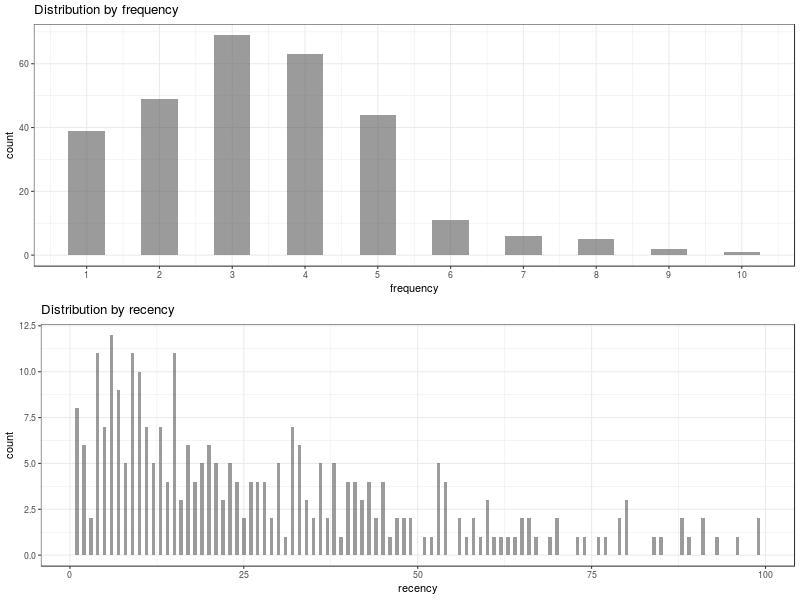 Distribution by frequency
60
40
20
0
count
1 2 3 4 5 6 7 8 9 10
frequency
Distribution by recency
12.5
10.0
7.5
5.0
2.5
0.0
count
0 25 50 75 100
recency